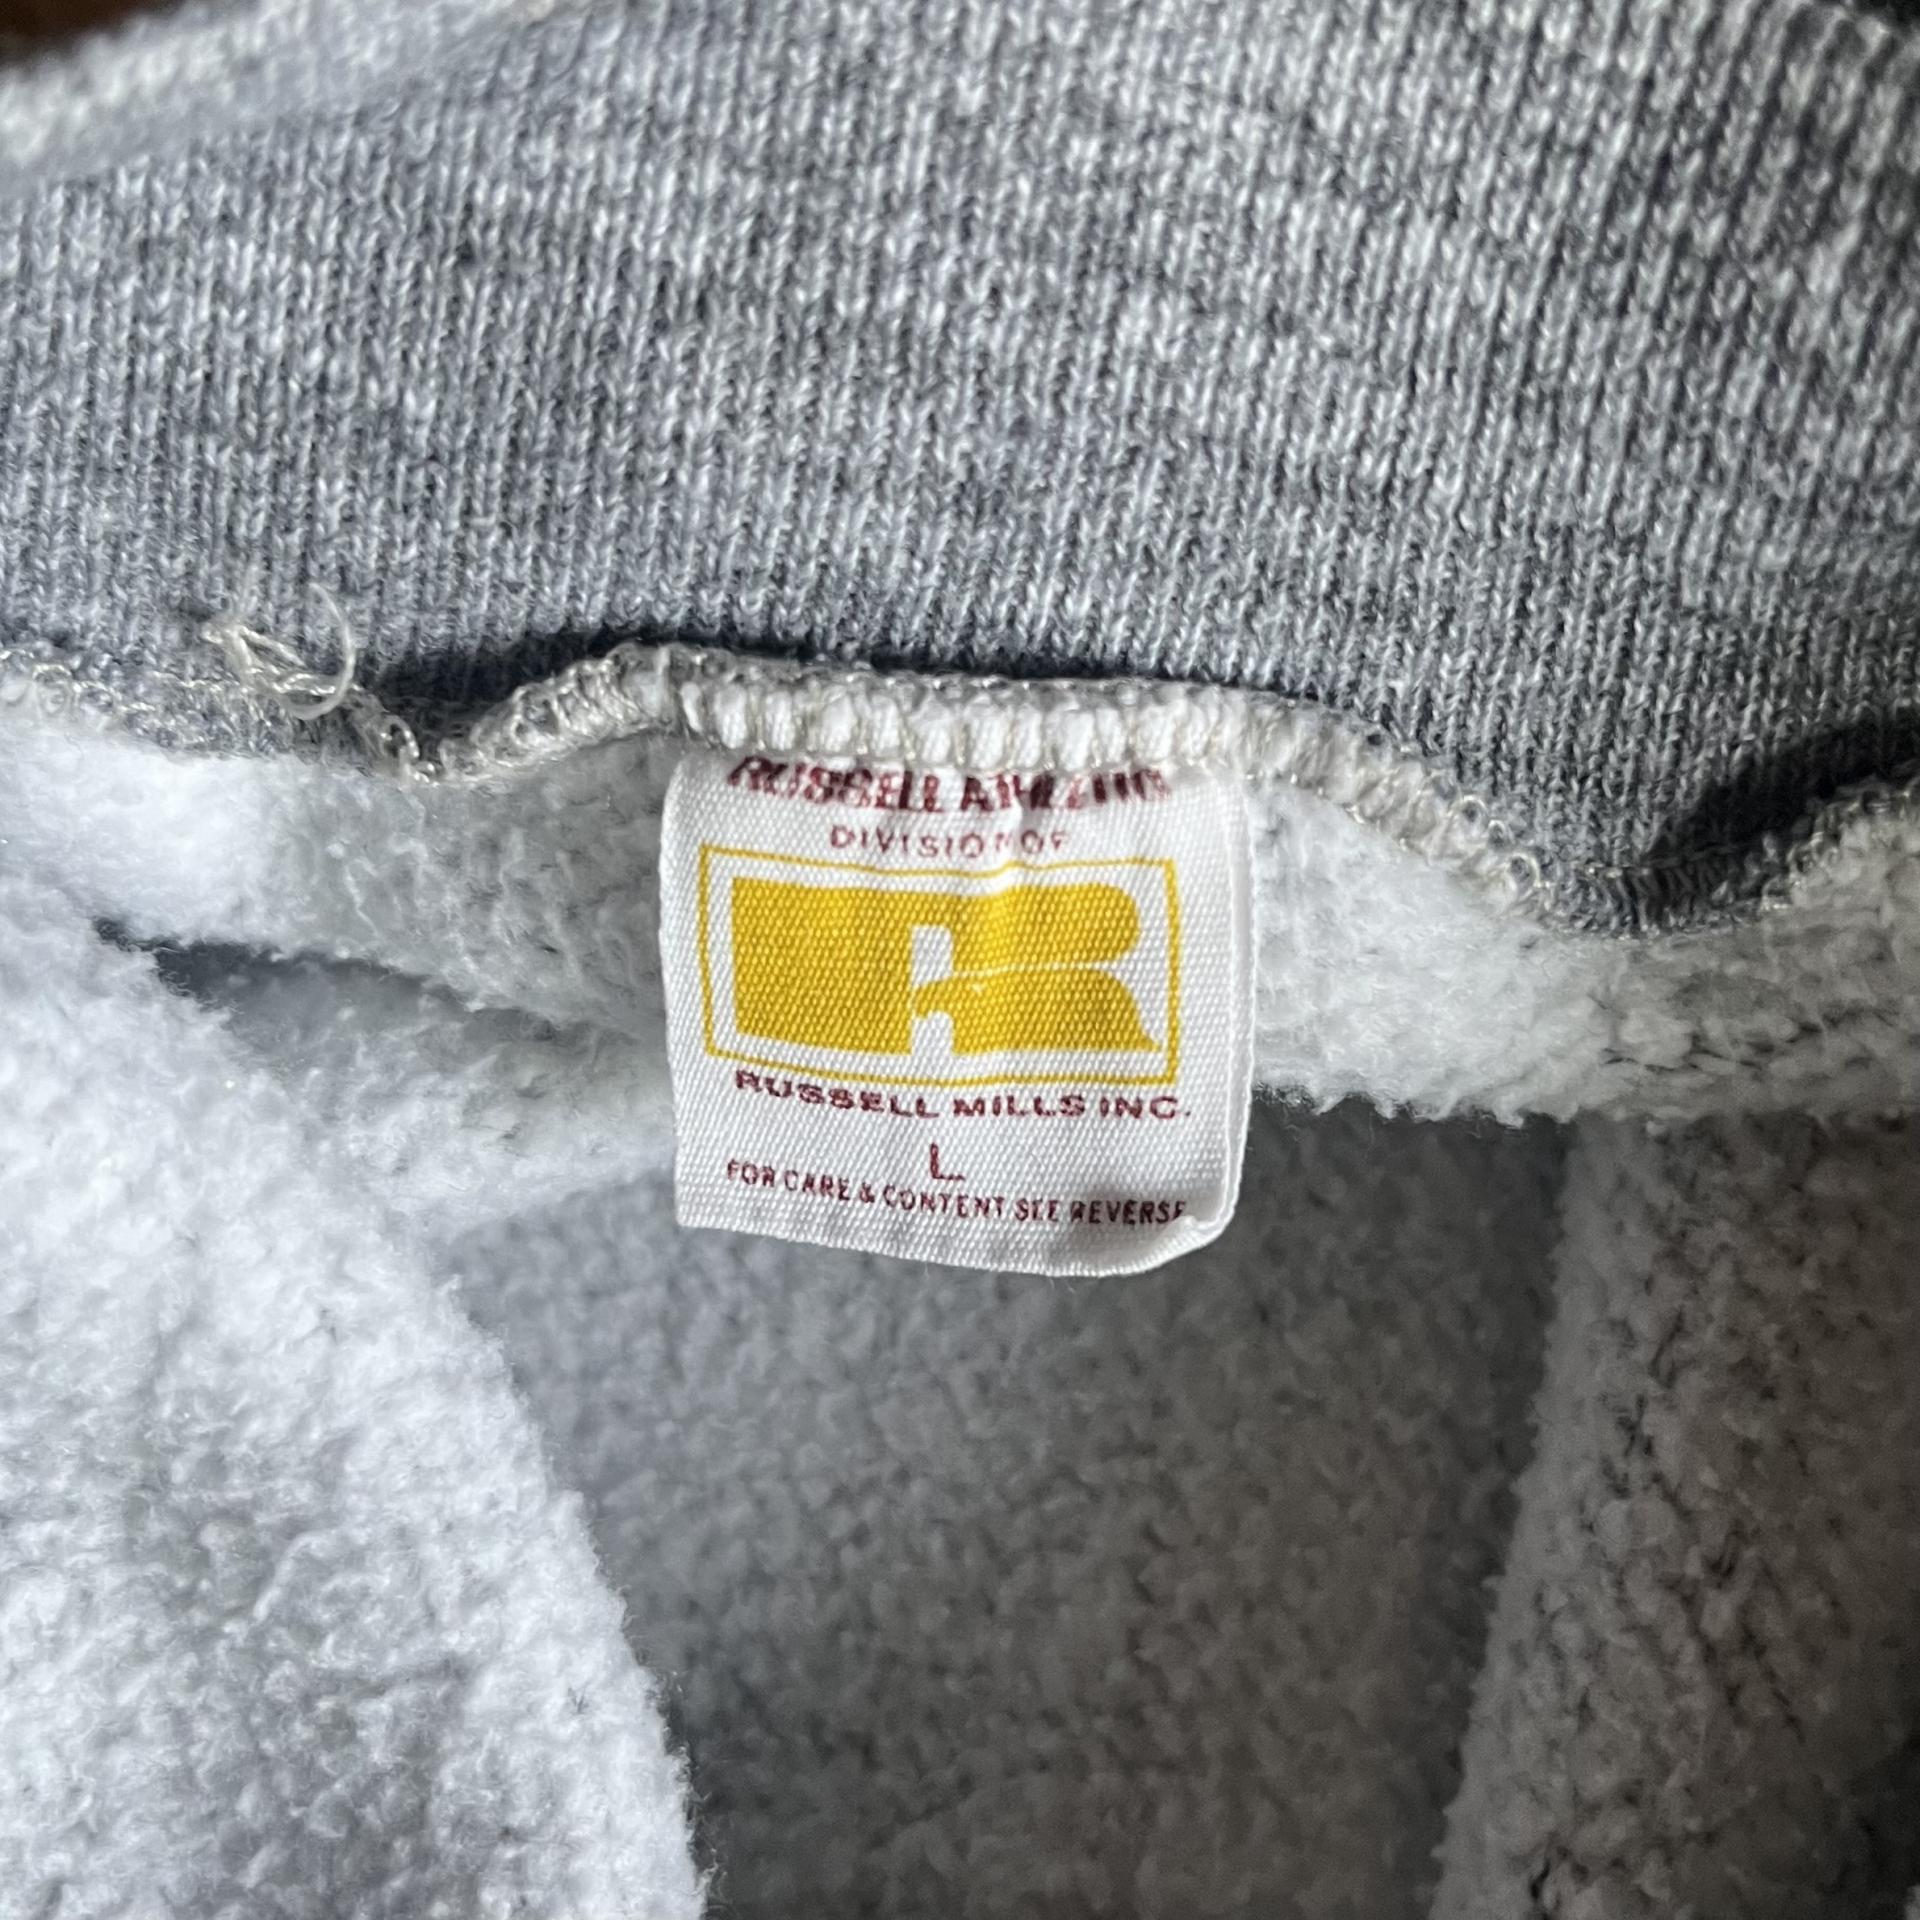 RUSSELL ATHLETIC
DIVISION OF
R
RUSSELL MILLS INC.
L
FOR CARE & CONTENT SEE REVERSE